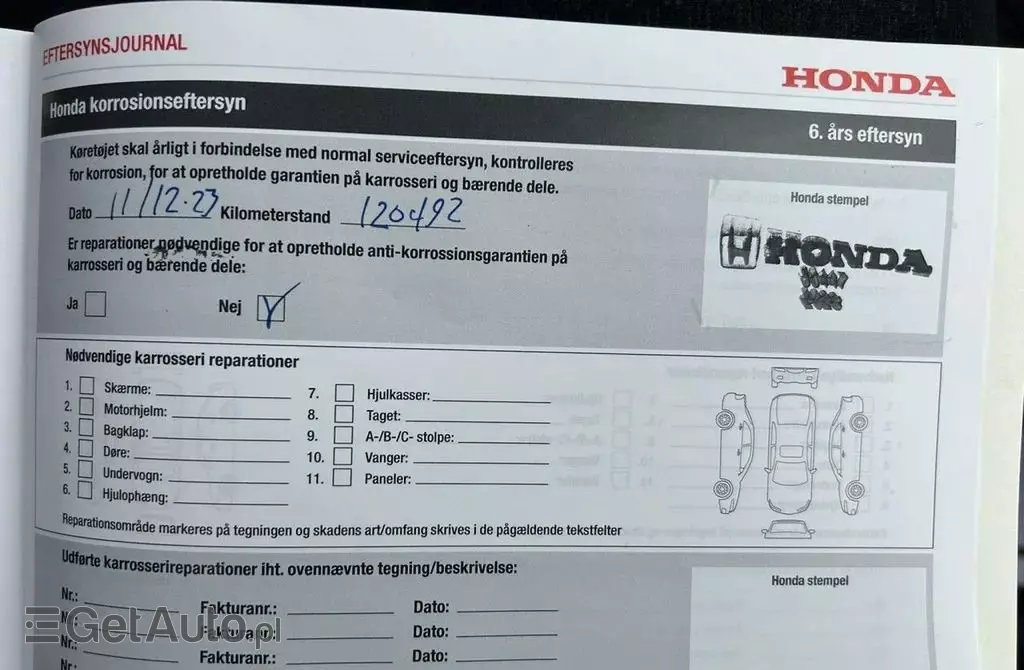 EFTERSYNSJOURNAL
HONDA
Honda korrosionseftersyn
6. års eftersyn
Køretøjet skal årligt i forbindelse med normal serviceeftersyn, kontrolleres
for korrosion, for at opretholde garantien på karrosseri og bærende dele.
Dato 11/12-23 Kilometerstand 120492
Er reparationer nødvendige for at opretholde anti-korrossionsgarantien på
karrosseri og bærende dele:
Ja Nej
Honda stempel
HONDA
Nødvendige karrosseri reparationer
1. Skærme:
2. Motorhjelm:
3. Bagklap:
4. Døre:
5. Undervogn:
6. Hjulophæng:
7. Hjulkasser:
8. Taget:
9. A-/B-/C- stolpe:
10. Vanger:
11. Paneler:
Reparationsområde markeres på tegningen og skadens art/omfang skrives i de pågældende tekstfelter
Udførte karrosserireparationer iht. ovennævnte tegning/beskrivelse:
Honda stempel
Nr.: Fakturanr.: Dato:
Nr.: Fakturanr.: Dato:
Nr.: Fakturanr.: Dato:
Nr.:
GetAuto.pl